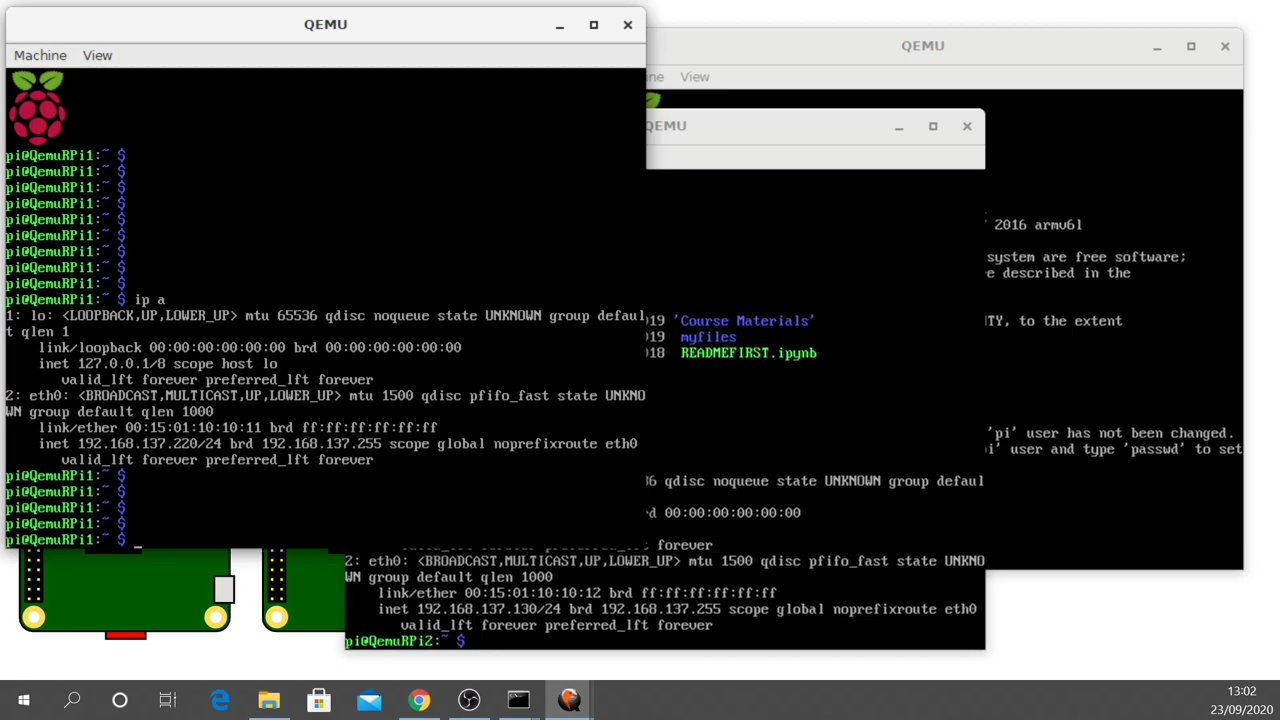 QEMU
Machine View
pi@QemuRPi1:~ $
pi@QemuRPi1:~ $
pi@QemuRPi1:~ $
pi@QemuRPi1:~ $
pi@QemuRPi1:~ $
pi@QemuRPi1:~ $
pi@QemuRPi1:~ $
pi@QemuRPi1:~ $
pi@QemuRPi1:~ $
pi@QemuRPi1:~ $ ip a
1: lo: <LOOPBACK,UP,LOWER_UP> mtu 65536 qdisc noqueue state UNKNOWN group defaul
t qlen 1
link/loopback 00:00:00:00:00:00 brd 00:00:00:00:00:00
inet 127.0.0.1/8 scope host lo
valid_lft forever preferred_lft forever
2: eth0: <BROADCAST,MULTICAST,UP,LOWER_UP> mtu 1500 qdisc pfifo_fast state UNKNO
WN group default qlen 1000
link/ether 00:15:01:10:10:11 brd ff:ff:ff:ff:ff:ff
inet 192.168.137.220/24 brd 192.168.137.255 scope global noprefixroute eth0
valid_lft forever preferred_lft forever
pi@QemuRPi1:~ $
pi@QemuRPi1:~ $
pi@QemuRPi1:~ $
pi@QemuRPi1:~ $
pi@QemuRPi1:~ $ _
QEMU
ne View
QEMU
2016 armv6l
system are free software;
e described in the
TY, to the extent
'pi' user has not been changed.
i' user and type 'passwd' to set
019 'Course Materials'
019 myfiles
018 READMEFIRST.ipynb
36 qdisc noqueue state UNKNOWN group defaul
rd 00:00:00:00:00:00
forever
2: eth0: <BROADCAST,MULTICAST,UP,LOWER_UP> mtu 1500 qdisc pfifo_fast state UNKNO
WN group default qlen 1000
link/ether 00:15:01:10:10:12 brd ff:ff:ff:ff:ff:ff
inet 192.168.137.130/24 brd 192.168.137.255 scope global noprefixroute eth0
valid_lft forever preferred_lft forever
pi@QemuRPi2:~ $
13:02
23/09/2020